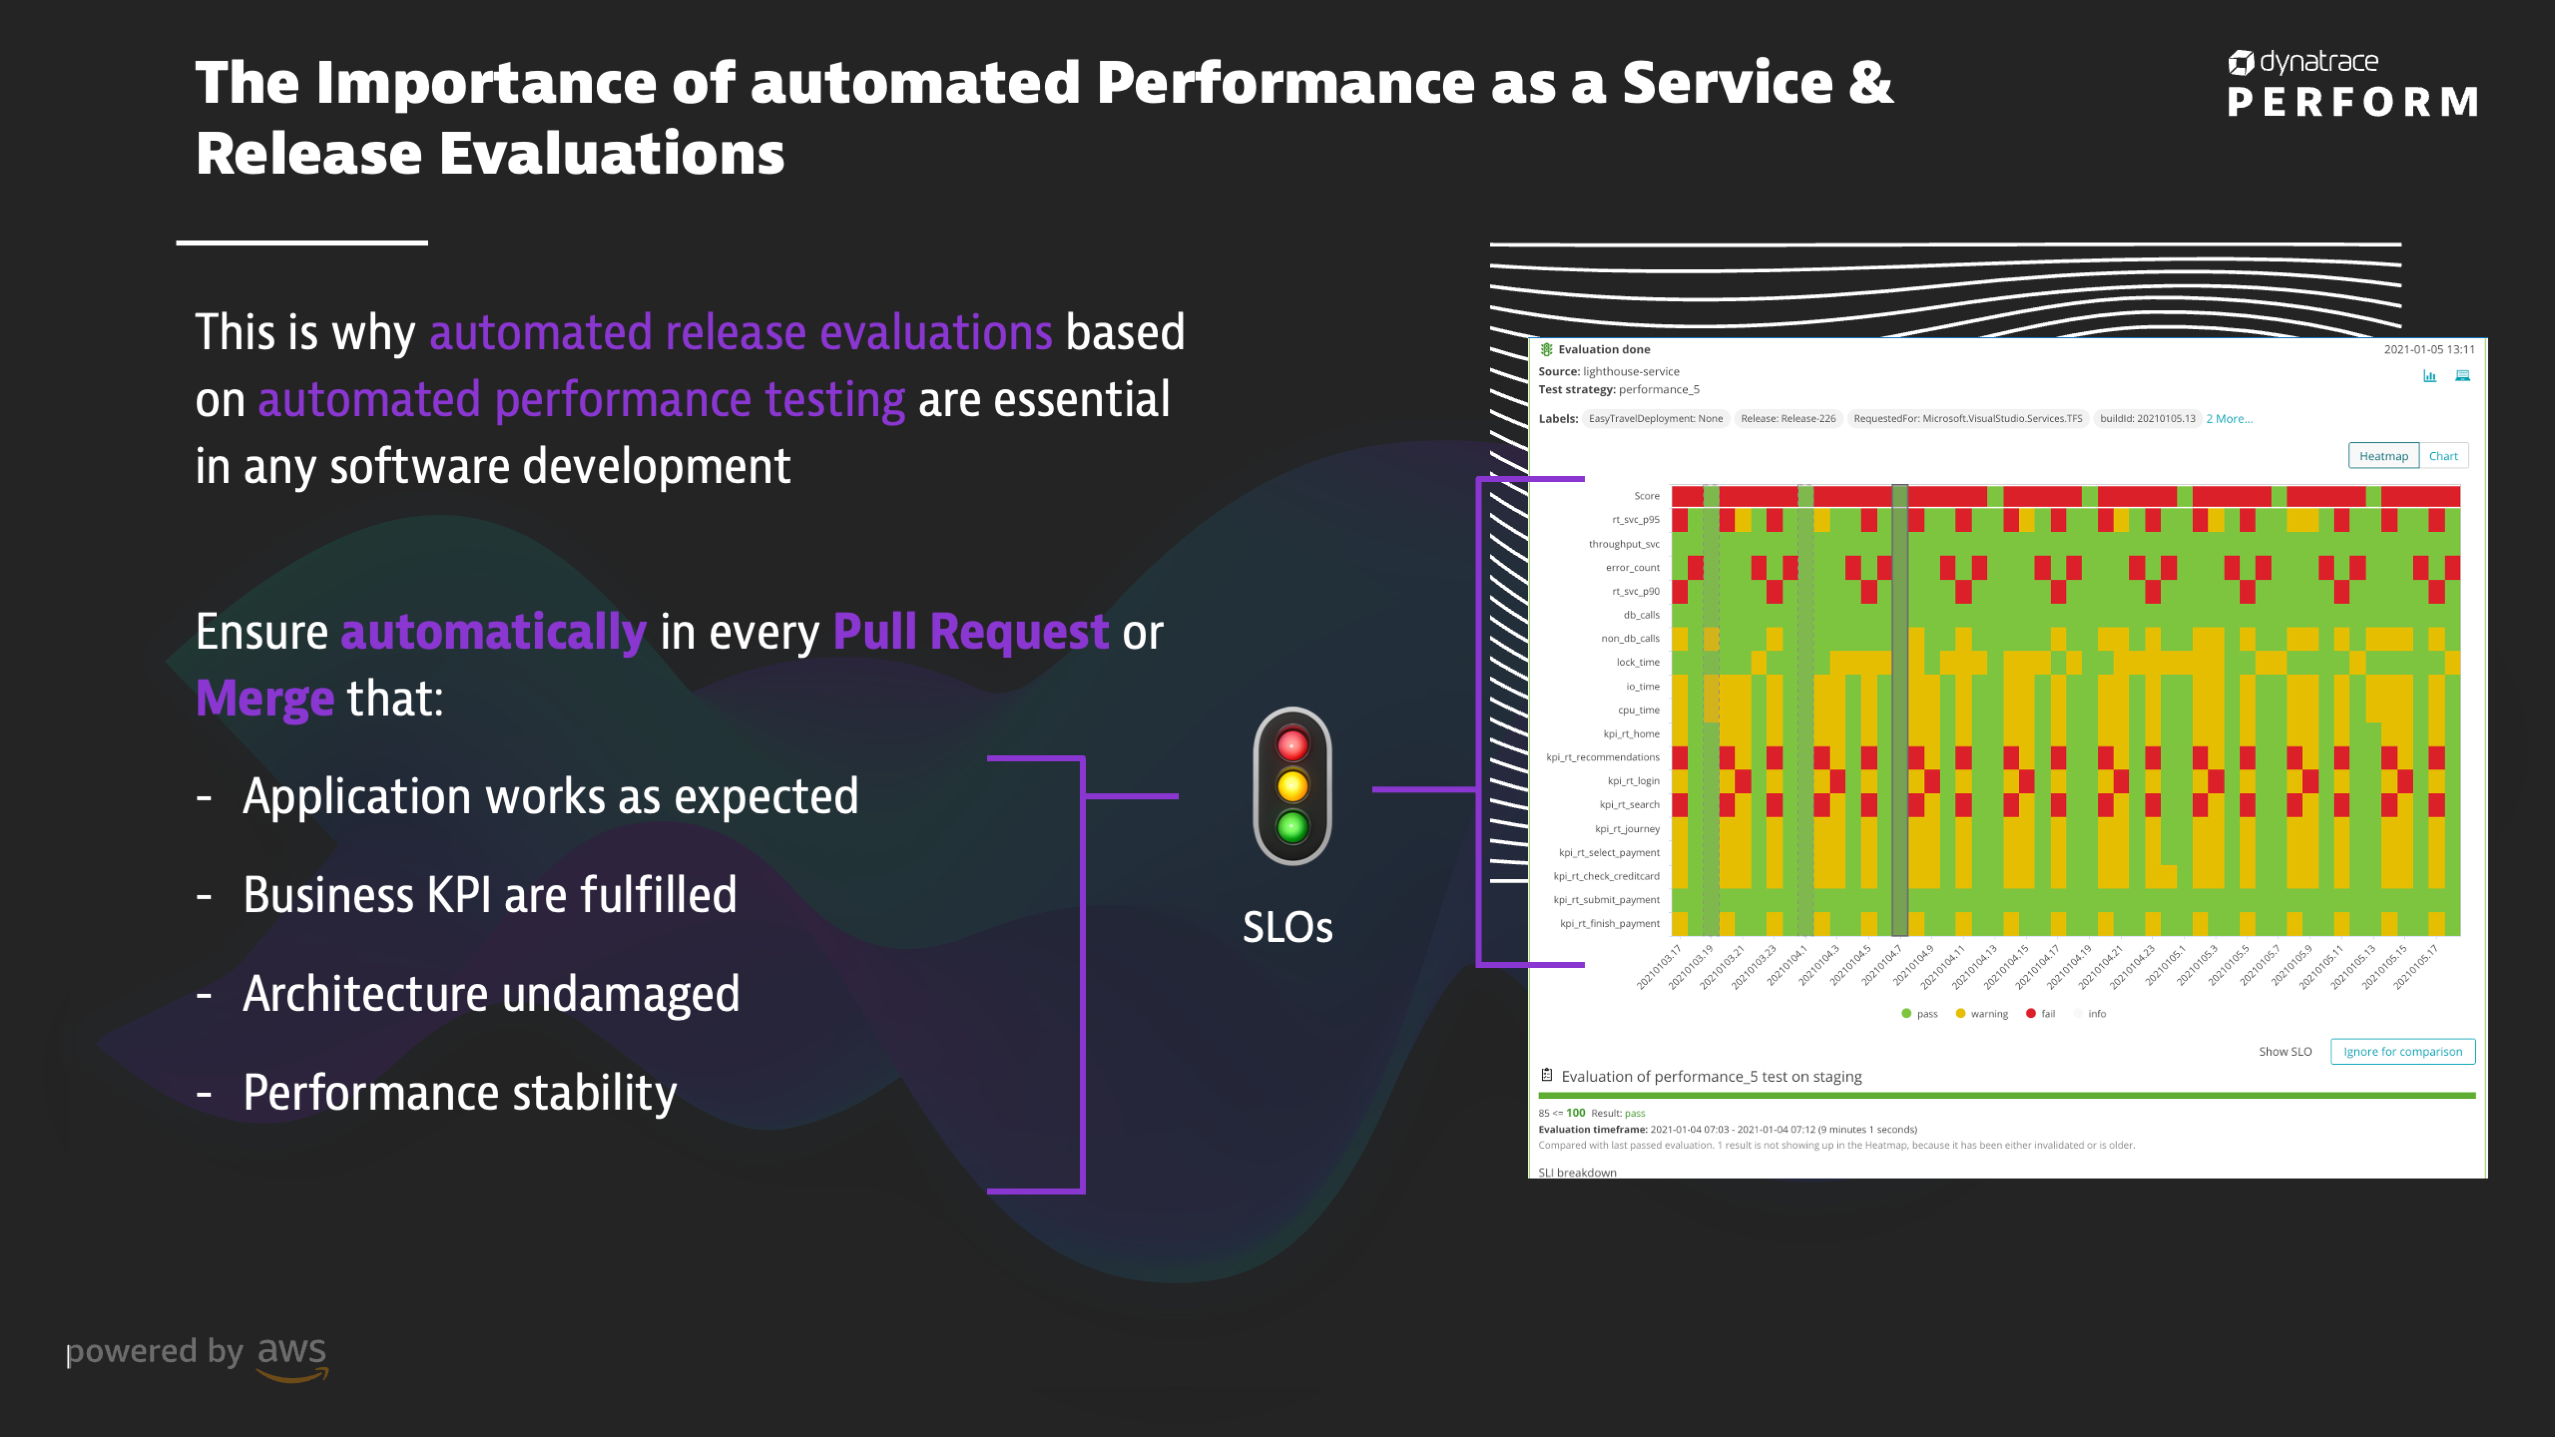 The Importance of automated Performance as a Service &
Release Evaluations
dynatrace
PERFORM
This is why automated release evaluations based
on automated performance testing are essential
in any software development
Ensure automatically in every Pull Request or
Merge that:
- Application works as expected
- Business KPI are fulfilled
- Architecture undamaged
- Performance stability
SLOs
Evaluation done 2021-01-05 13:11
Source: lighthouse-service
Test strategy: performance_5
Labels: EasyTravelDeployment: None Release: Release-226 RequestedFor: Microsoft.VisualStudio.Services.TFS buildId: 20210105.13 2 More...
Heatmap Chart
Score
rt_svc_p95
throughput_svc
error_count
rt_svc_p90
db_calls
non_db_calls
lock_time
io_time
cpu_time
kpi_rt_home
kpi_rt_recommendations
kpi_rt_login
kpi_rt_search
kpi_rt_journey
kpi_rt_select_payment
kpi_rt_check_creditcard
kpi_rt_submit_payment
kpi_rt_finish_payment
20210103.17 20210103.19 20210103.21 20210103.23 20210104.1 20210104.3 20210104.5 20210104.7 20210104.9 20210104.11 20210104.13 20210104.15 20210104.17 20210104.19 20210104.21 20210104.23 20210105.1 20210105.3 20210105.5 20210105.7 20210105.9 20210105.11 20210105.13 20210105.15 20210105.17
pass warning fail info
Show SLO Ignore for comparison
Evaluation of performance_5 test on staging
85 <= 100 Result: pass
Evaluation timeframe: 2021-01-04 07:03 - 2021-01-04 07:12 (9 minutes 1 seconds)
Compared with last passed evaluation. 1 result is not showing up in the Heatmap, because it has been either invalidated or is older.
SLI breakdown
powered by aws